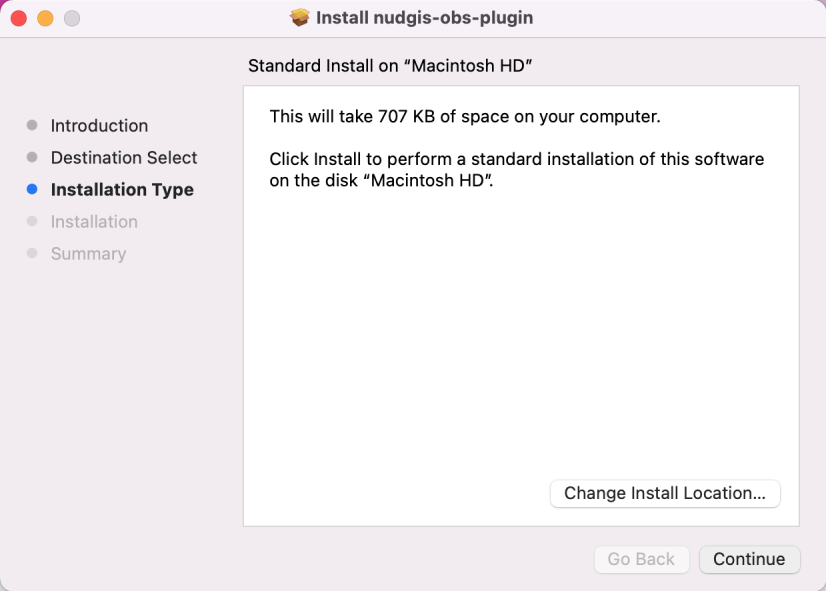 Install nudgis-obs-plugin
Standard Install on “Macintosh HD”
Introduction
Destination Select
Installation Type
Installation
Summary
This will take 707 KB of space on your computer.
Click Install to perform a standard installation of this software
on the disk “Macintosh HD”.
Change Install Location...
Go Back
Continue